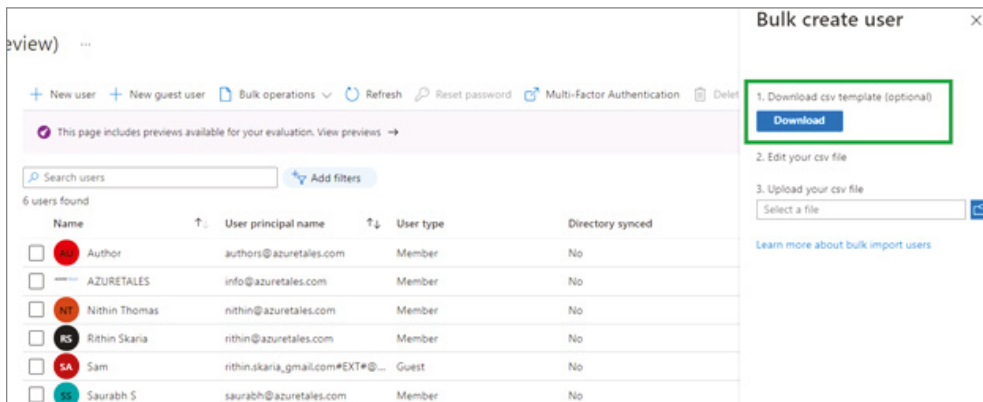 Bulk create user
eview) ...
New user New guest user Bulk operations Refresh Reset password Multi-Factor Authentication Delet
This page includes previews available for your evaluation. View previews →
1. Download csv template (optional)
Download
2. Edit your csv file
3. Upload your csv file
Select a file
Learn more about bulk import users
Search users Add filters
6 users found
Name User principal name User type Directory synced
AU Author authors@azuretales.com Member No
AZURETALES info@azuretales.com Member No
NT Nithin Thomas nithin@azuretales.com Member No
RS Rithin Skaria rithin@azuretales.com Member No
SA Sam rithin.skaria_gmail.com#EXT#@... Guest No
SS Saurabh S saurabh@azuretales.com Member No